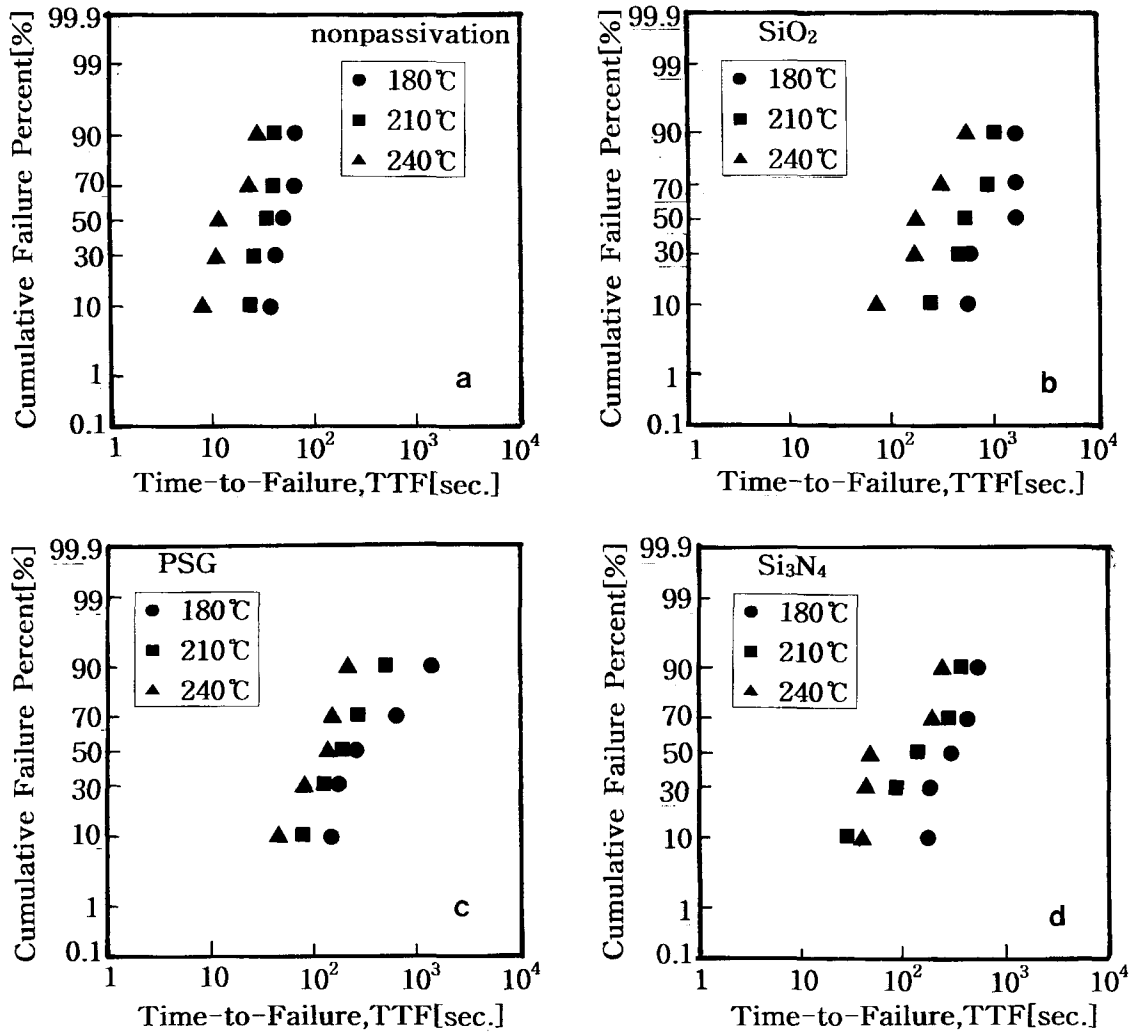 99.9
nonpassivation
99
● 180℃
■ 210℃
▲ 240℃
90
70
50
30
10
1
0.1
a
1 10 10² 10³ 10⁴
Cumulative Failure Percent[%]
Time-to-Failure,TTF[sec.]
99.9
SiO₂
99
● 180℃
■ 210℃
▲ 240℃
90
70
50
30
10
1
0.1
b
1 10 10² 10³ 10⁴
Cumulative Failure Percent[%]
Time-to-Failure,TTF[sec.]
99.9
PSG
99
● 180℃
■ 210℃
▲ 240℃
90
70
50
30
10
1
0.1
c
1 10 10² 10³ 10⁴
Cumulative Failure Percent[%]
Time-to-Failure,TTF[sec.]
99.9
Si₃N₄
99
● 180℃
■ 210℃
▲ 240℃
90
70
50
30
10
1
0.1
d
1 10 10² 10³ 10⁴
Cumulative Failure Percent[%]
Time-to-Failure,TTF[sec.]